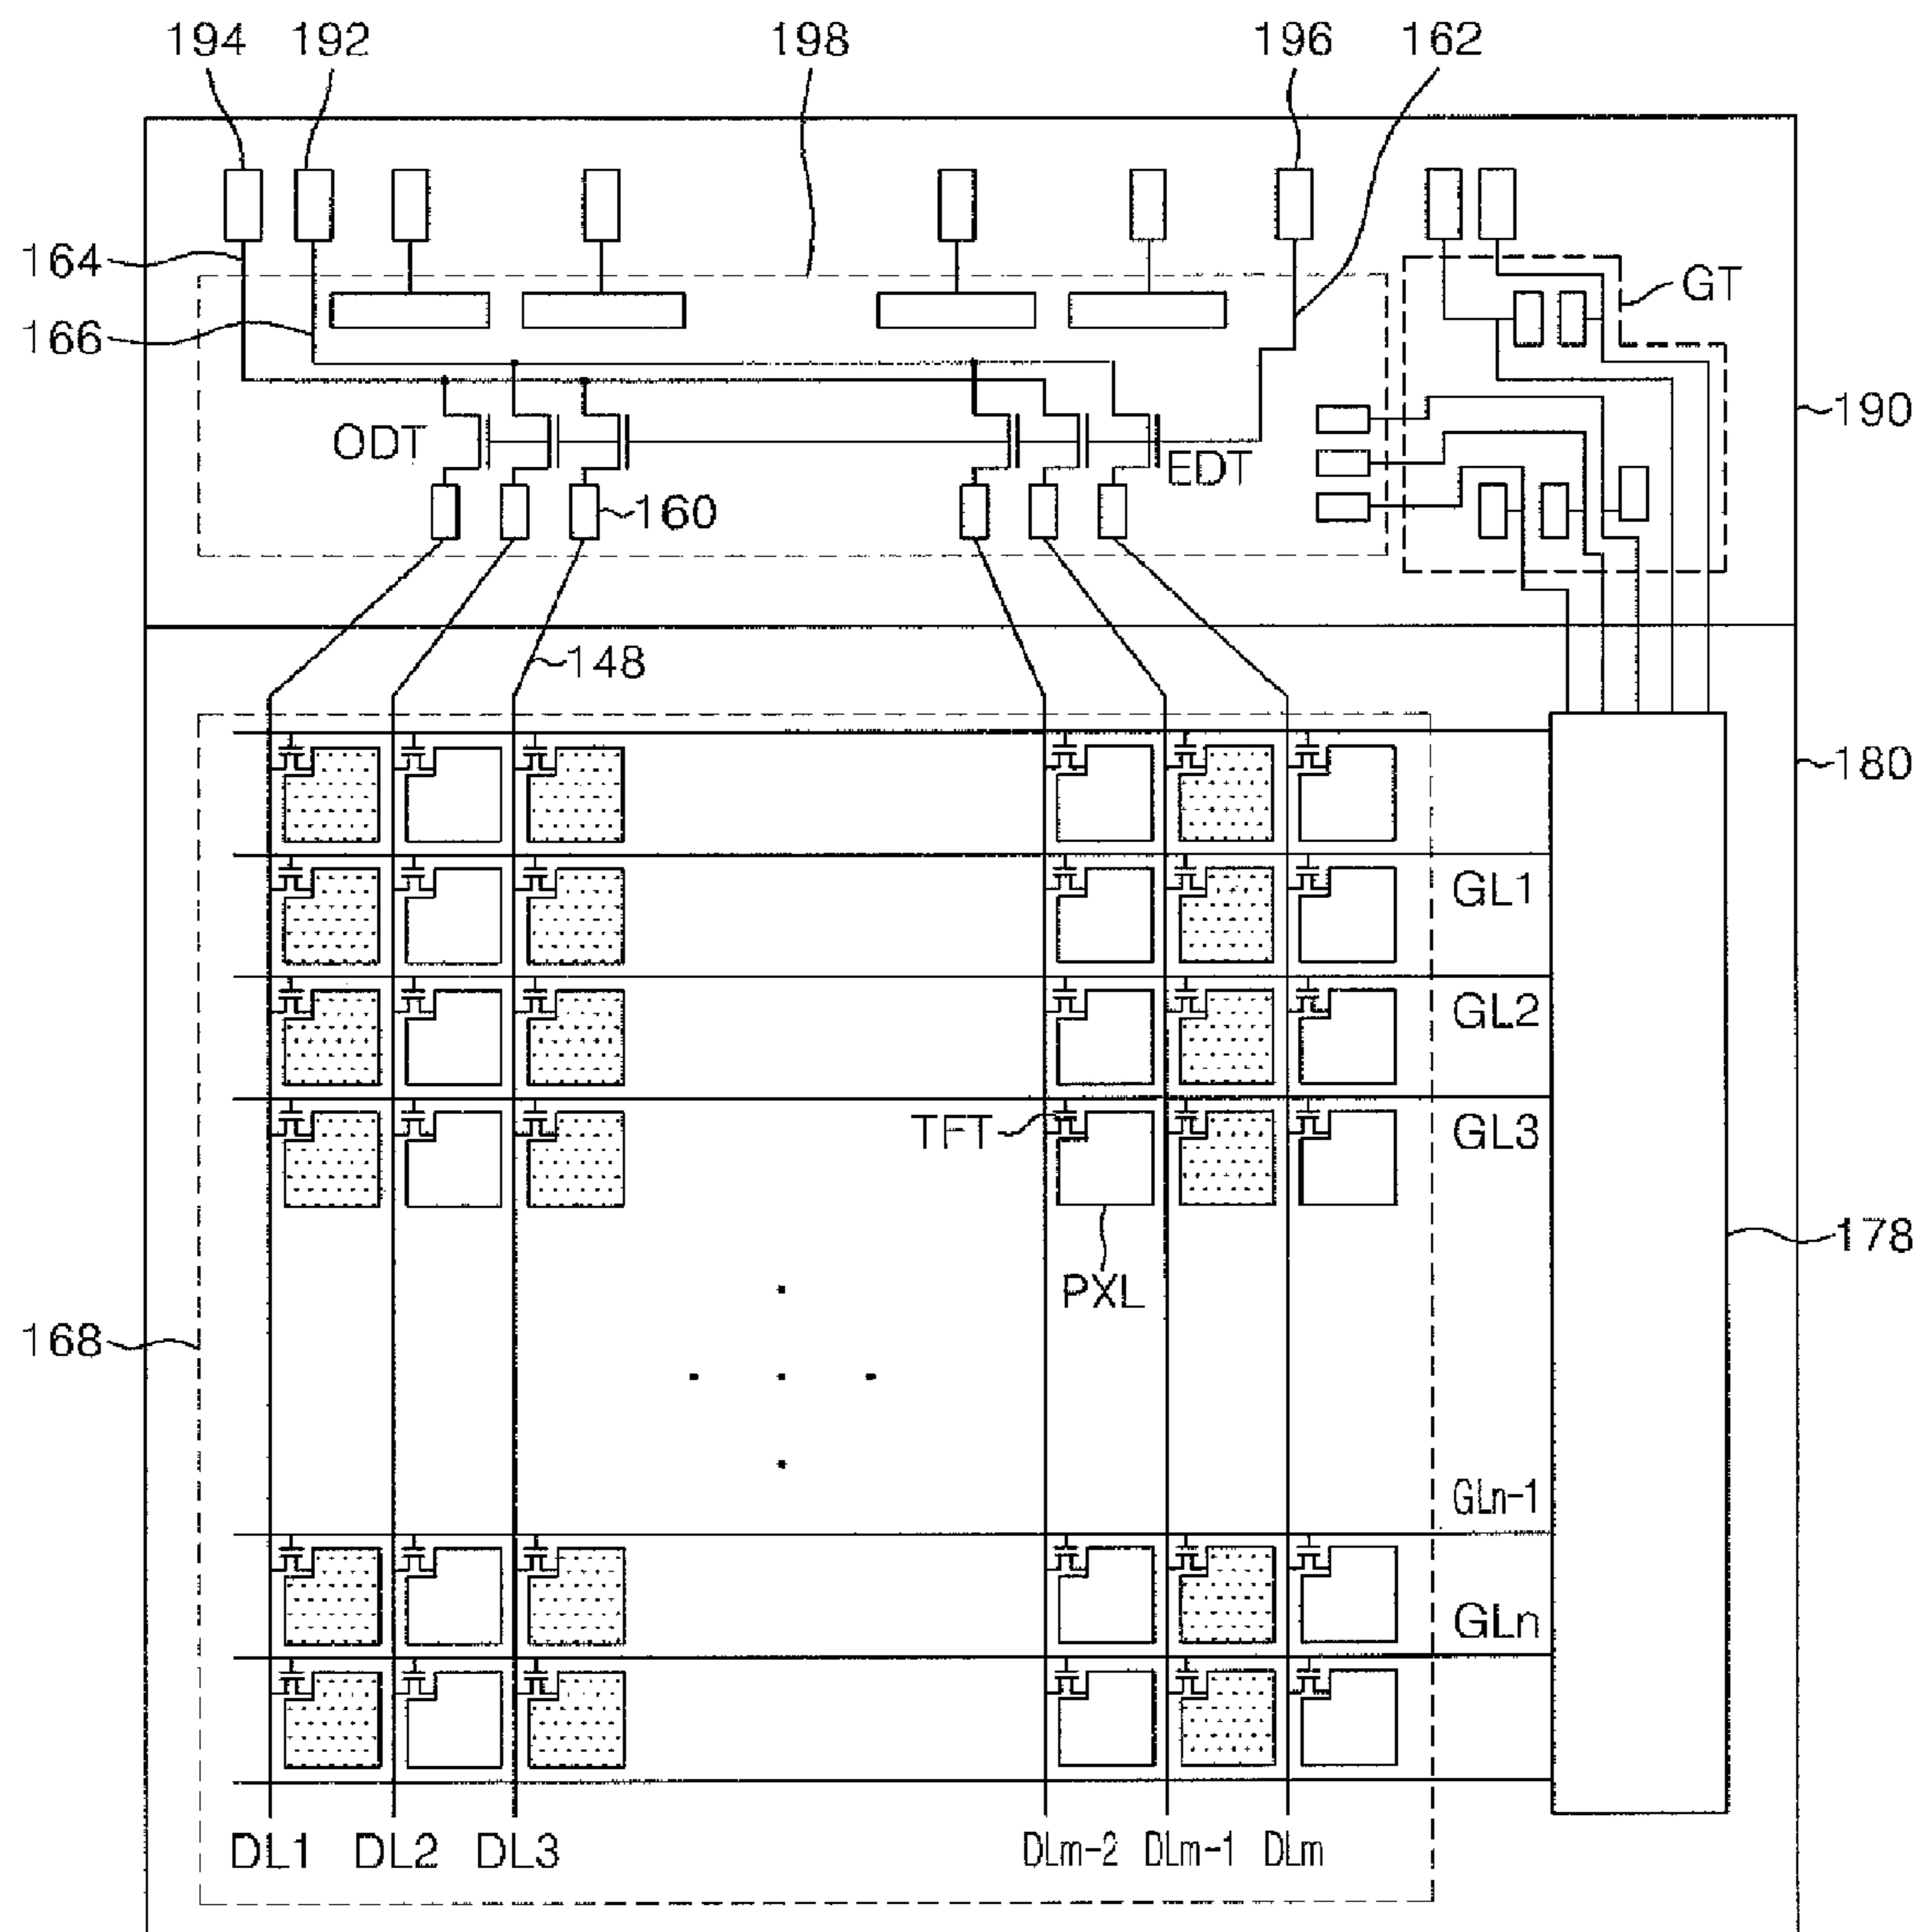 194 192 198 196 162
164
GT
166
190
ODT
EDT
160
148
180
GL1
GL2
TFT
GL3
178
PXL
168
GLn-1
GLn
DL1 DL2 DL3 DLm-2 DLm-1 DLm